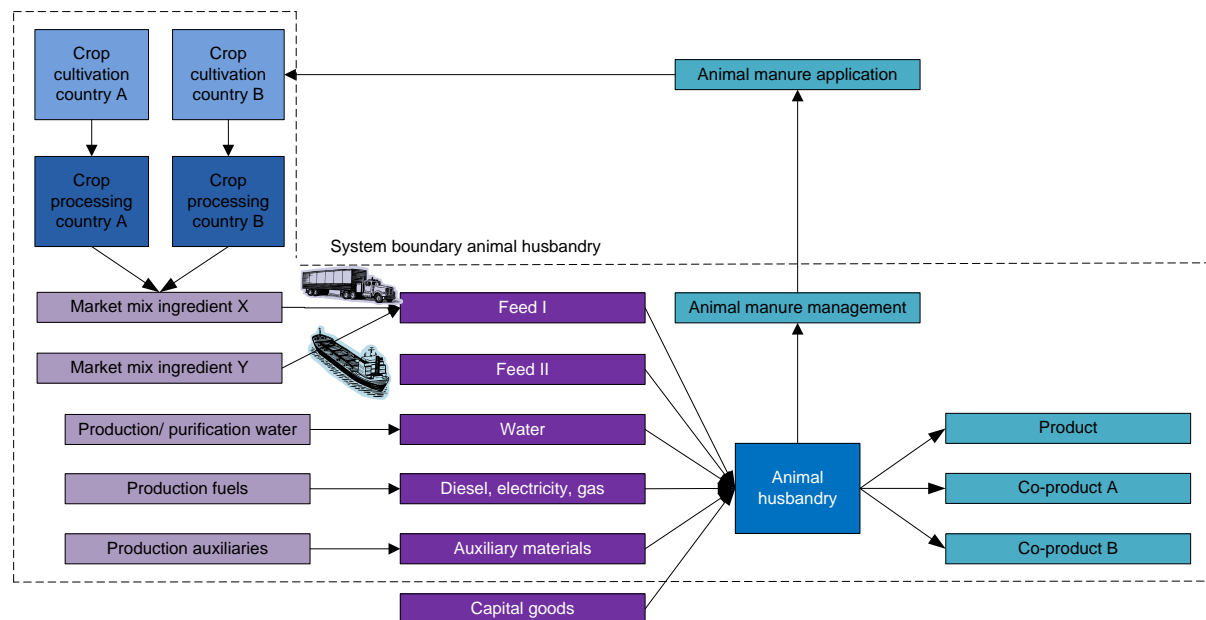 Crop
cultivation
country A
Crop
cultivation
country B
Animal manure application
Crop
processing
country A
Crop
processing
country B
System boundary animal husbandry
Market mix ingredient X
Feed I
Animal manure management
Market mix ingredient Y
Feed II
Production/ purification water
Water
Product
Production fuels
Diesel, electricity, gas
Animal
husbandry
Co-product A
Production auxiliaries
Auxiliary materials
Co-product B
Capital goods